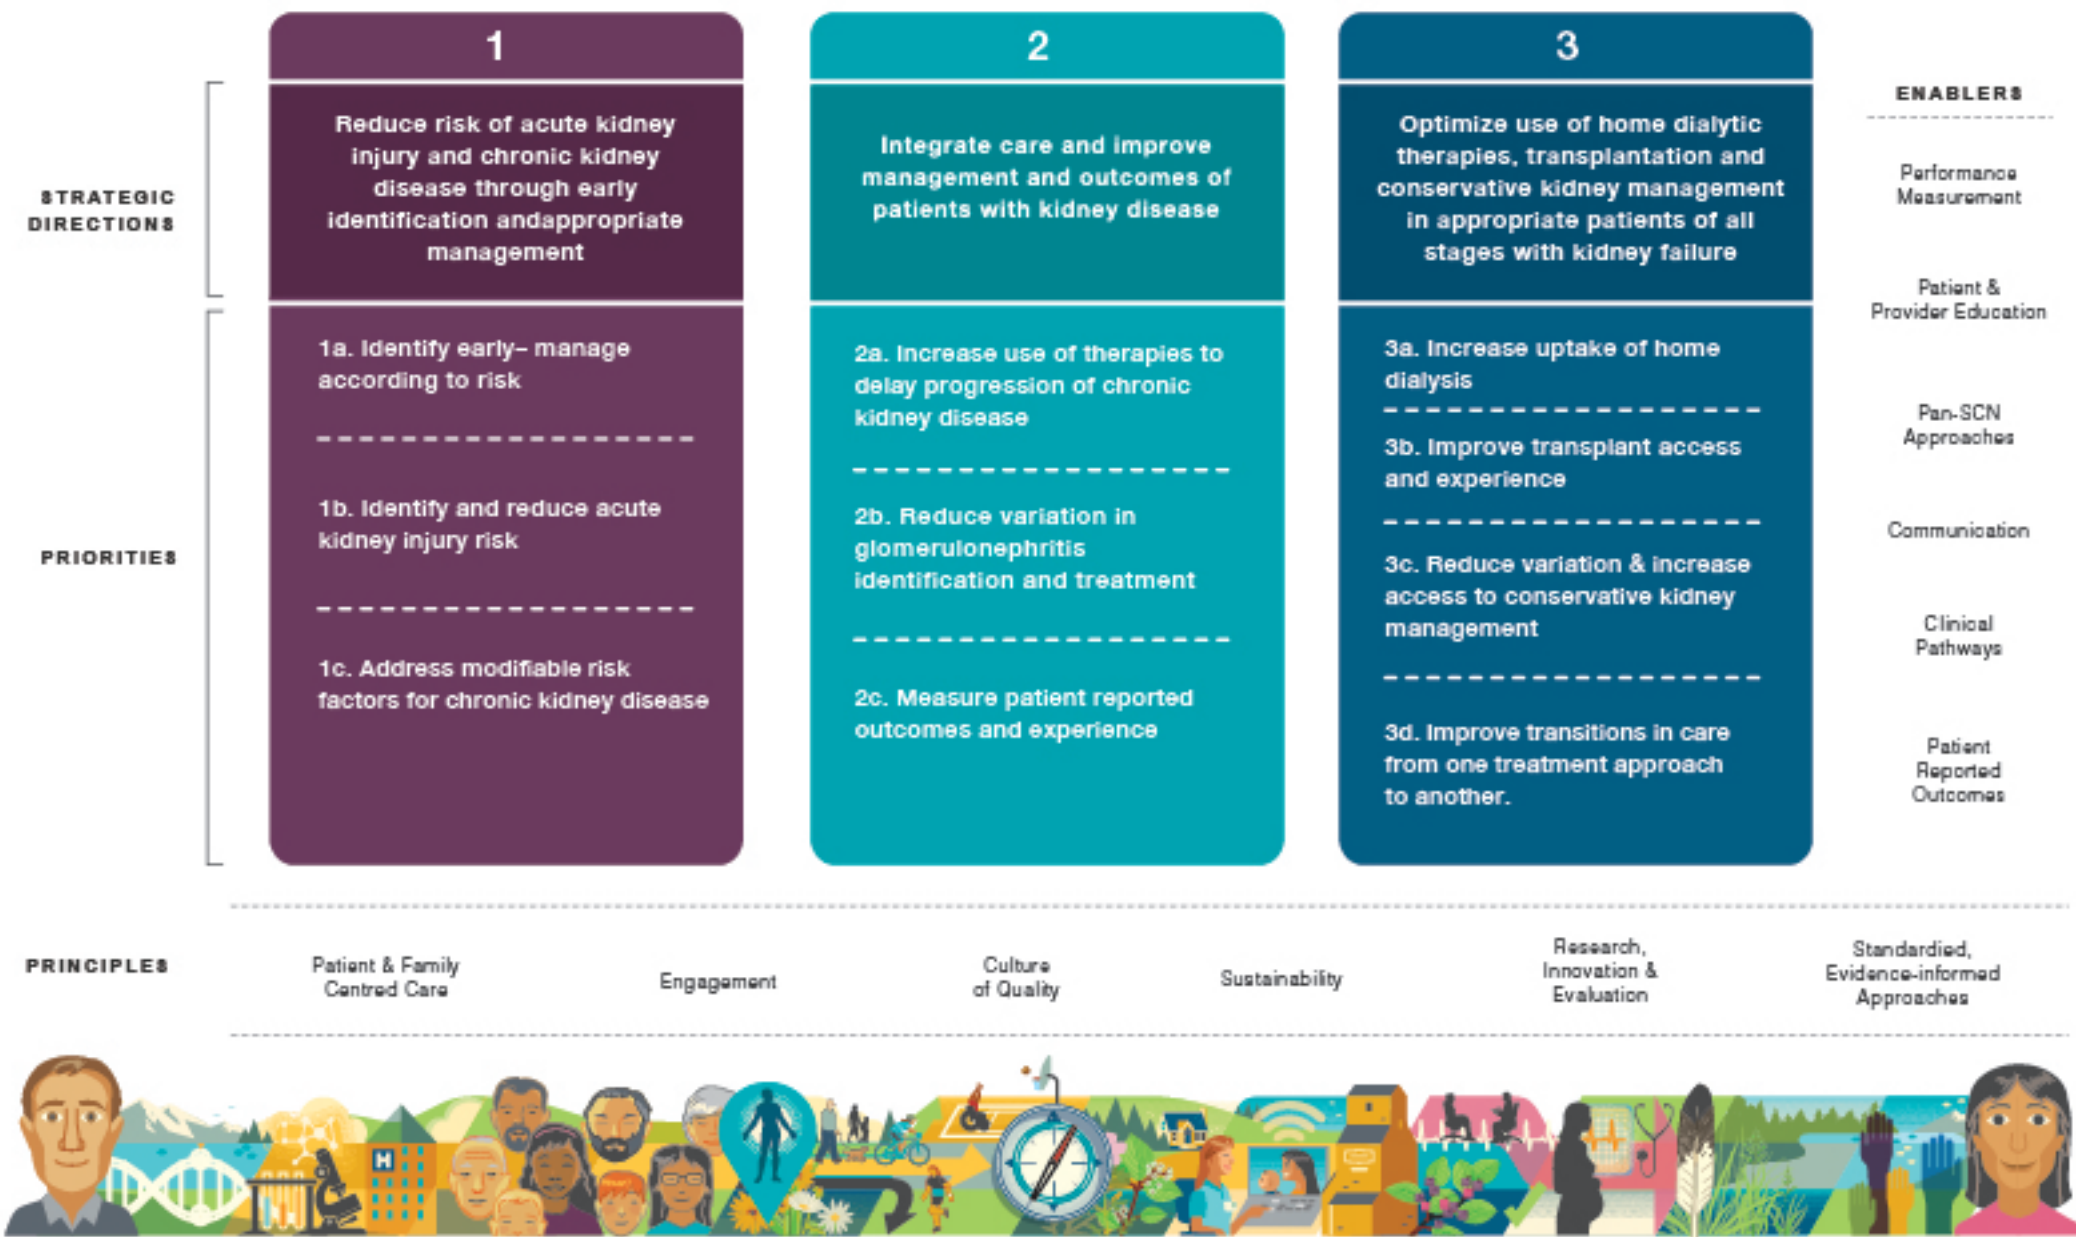 1
2
3
STRATEGIC
DIRECTIONS
Reduce risk of acute kidney
injury and chronic kidney
disease through early
identification andappropriate
management
Integrate care and improve
management and outcomes of
patients with kidney disease
Optimize use of home dialytic
therapies, transplantation and
conservative kidney management
in appropriate patients of all
stages with kidney failure
PRIORITIES
1a. Identify early– manage
according to risk
1b. Identify and reduce acute
kidney injury risk
1c. Address modifiable risk
factors for chronic kidney disease
2a. Increase use of therapies to
delay progression of chronic
kidney disease
2b. Reduce variation in
glomerulonephritis
identification and treatment
2c. Measure patient reported
outcomes and experience
3a. Increase uptake of home
dialysis
3b. Improve transplant access
and experience
3c. Reduce variation & increase
access to conservative kidney
management
3d. Improve transitions in care
from one treatment approach
to another.
ENABLERS
Performance
Measurement
Patient &
Provider Education
Pan-SCN
Approaches
Communication
Clinical
Pathways
Patient
Reported
Outcomes
PRINCIPLES
Patient & Family
Centred Care
Engagement
Culture
of Quality
Sustainability
Research,
Innovation &
Evaluation
Standardied,
Evidence-informed
Approaches
H